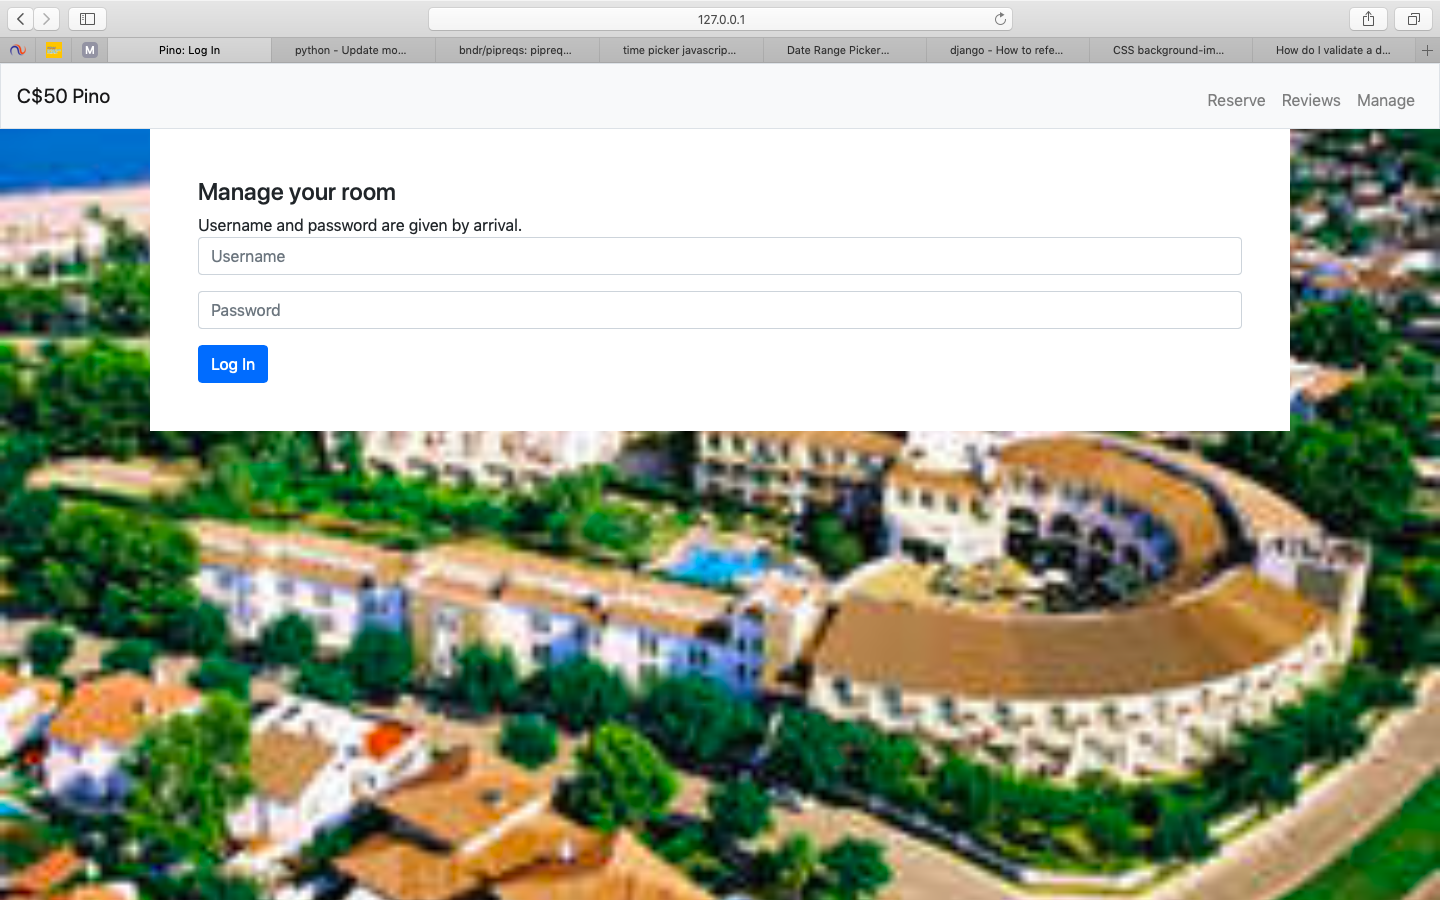 127.0.0.1
M
Pino: Log In
python - Update mo...
bndr/pipreqs: pipreq...
time picker javascrip...
Date Range Picker...
django - How to refe...
CSS background-im...
How do I validate a d...
C$50 Pino
Reserve
Reviews
Manage
Manage your room
Username and password are given by arrival.
Username
Password
Log In